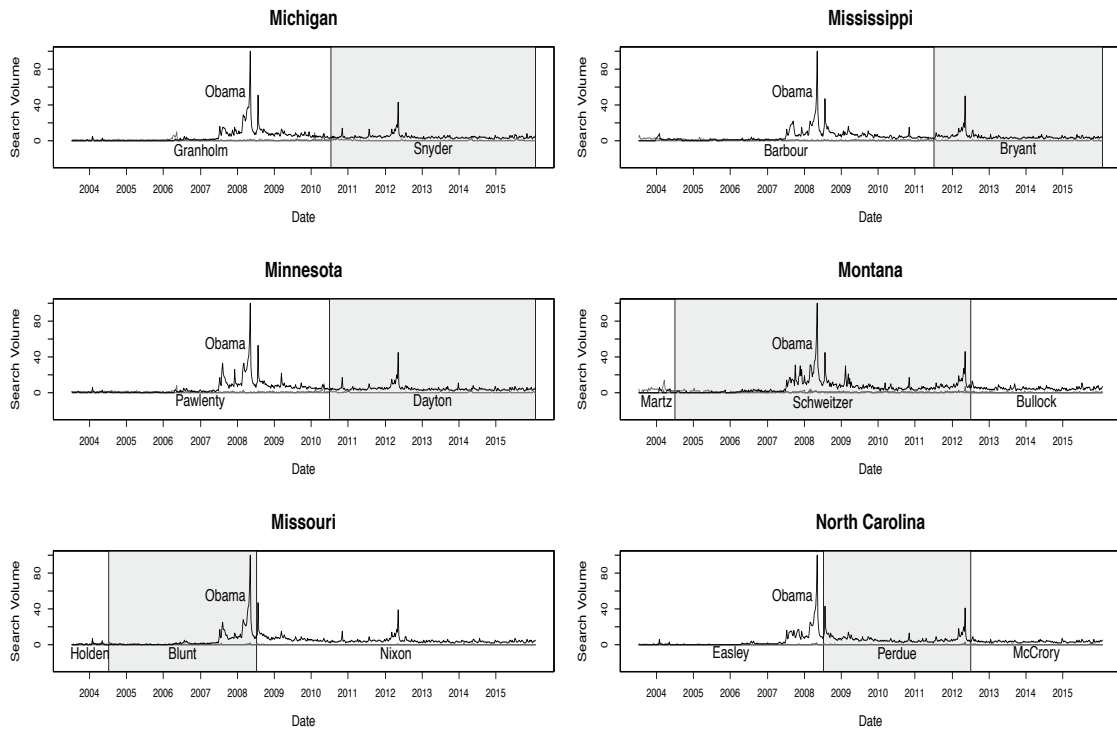 Michigan
Search Volume
80
40
0
Obama
Granholm
Snyder
2004 2005 2006 2007 2008 2010 2011 2012 2013 2014 2015
Date
Mississippi
Search Volume
80
40
0
Obama
Barbour
Bryant
2004 2005 2006 2007 2008 2010 2011 2012 2013 2014 2015
Date
Minnesota
Search Volume
80
40
0
Obama
Pawlenty
Dayton
2004 2005 2006 2007 2008 2010 2011 2012 2013 2014 2015
Date
Montana
Search Volume
80
40
0
Obama
Martz
Schweitzer
Bullock
2004 2005 2006 2007 2008 2010 2011 2012 2013 2014 2015
Date
Missouri
Search Volume
80
40
0
Obama
Holden
Blunt
Nixon
2004 2005 2006 2007 2008 2010 2011 2012 2013 2014 2015
Date
North Carolina
Search Volume
80
40
0
Obama
Easley
Perdue
McCrory
2004 2005 2006 2007 2008 2010 2011 2012 2013 2014 2015
Date